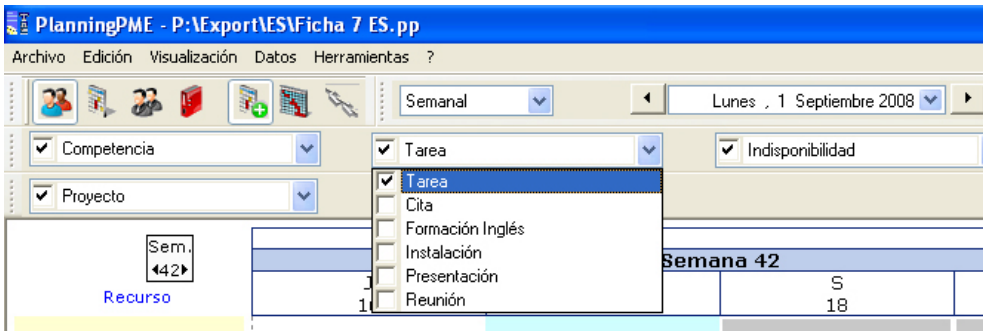 PlanningPME - P:\Export\ES\Ficha 7 ES.pp
Archivo Edición Visualización Datos Herramientas ?
Semanal Lunes , 1 Septiembre 2008
Competencia Tarea Indisponibilidad
Proyecto Tarea
Cita
Formación Inglés
Instalación
Presentación
Reunión
Sem.
42
Recurso
Semana 42
S
18